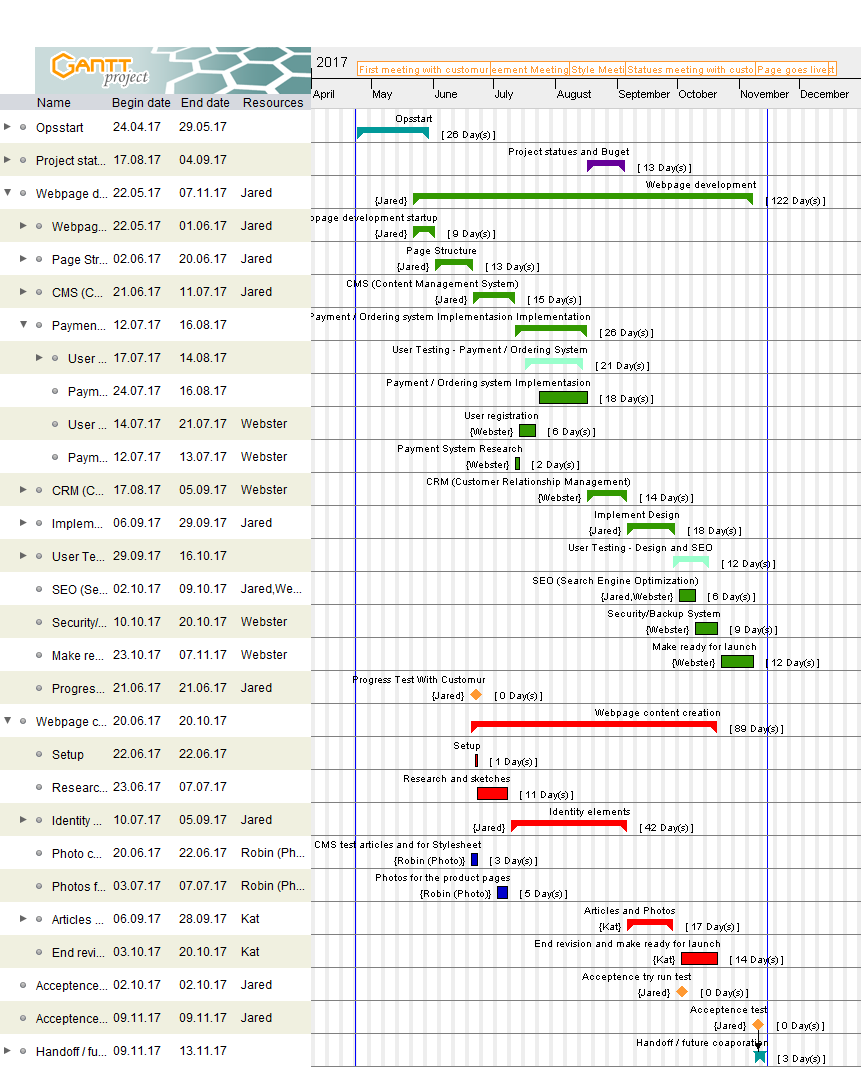 GANTT project
2017
First meeting with customur eement Meeting Style Meeti Statues meeting with custo Page goes live
Name Begin date End date Resources April May June July August September October November December
Opsstart 24.04.17 29.05.17 Opsstart [ 26 Day(s) ]
Project stat... 17.08.17 04.09.17 Project statues and Buget [ 13 Day(s) ]
Webpage d... 22.05.17 07.11.17 Jared Webpage development {Jared} [ 122 Day(s) ]
Webpag... 22.05.17 01.06.17 Jared page development startup {Jared} [ 9 Day(s) ]
Page Str... 02.06.17 20.06.17 Jared Page Structure {Jared} [ 13 Day(s) ]
CMS (C... 21.06.17 11.07.17 Jared CMS (Content Management System) {Jared} [ 15 Day(s) ]
Paymen... 12.07.17 16.08.17 Payment / Ordering system Implementasion Implementation [ 26 Day(s) ]
User ... 17.07.17 14.08.17 User Testing - Payment / Ordering System [ 21 Day(s) ]
Paym... 24.07.17 16.08.17 Payment / Ordering system Implementasion [ 18 Day(s) ]
User ... 14.07.17 21.07.17 Webster User registration {Webster} [ 6 Day(s) ]
Paym... 12.07.17 13.07.17 Webster Payment System Research {Webster} [ 2 Day(s) ]
CRM (C... 17.08.17 05.09.17 Webster CRM (Customer Relationship Management) {Webster} [ 14 Day(s) ]
Implem... 06.09.17 29.09.17 Jared Implement Design {Jared} [ 18 Day(s) ]
User Te... 29.09.17 16.10.17 User Testing - Design and SEO [ 12 Day(s) ]
SEO (Se... 02.10.17 09.10.17 Jared,We... SEO (Search Engine Optimization) {Jared,Webster} [ 6 Day(s) ]
Security/... 10.10.17 20.10.17 Webster Security/Backup System {Webster} [ 9 Day(s) ]
Make re... 23.10.17 07.11.17 Webster Make ready for launch {Webster} [ 12 Day(s) ]
Progres... 21.06.17 21.06.17 Jared Progress Test With Customur {Jared} [ 0 Day(s) ]
Webpage c... 20.06.17 20.10.17 Webpage content creation [ 89 Day(s) ]
Setup 22.06.17 22.06.17 Setup [ 1 Day(s) ]
Researc... 23.06.17 07.07.17 Research and sketches [ 11 Day(s) ]
Identity ... 10.07.17 05.09.17 Jared Identity elements {Jared} [ 42 Day(s) ]
Photo c... 20.06.17 22.06.17 Robin (Ph... CMS test articles and for Stylesheet {Robin (Photo)} [ 3 Day(s) ]
Photos f... 03.07.17 07.07.17 Robin (Ph... Photos for the product pages {Robin (Photo)} [ 5 Day(s) ]
Articles ... 06.09.17 28.09.17 Kat Articles and Photos {Kat} [ 17 Day(s) ]
End revi... 03.10.17 20.10.17 Kat End revision and make ready for launch {Kat} [ 14 Day(s) ]
Acceptence... 02.10.17 02.10.17 Jared Acceptence try run test {Jared} [ 0 Day(s) ]
Acceptence... 09.11.17 09.11.17 Jared Acceptence test {Jared} [ 0 Day(s) ]
Handoff / fu... 09.11.17 13.11.17 Handoff / future coaporation [ 3 Day(s) ]